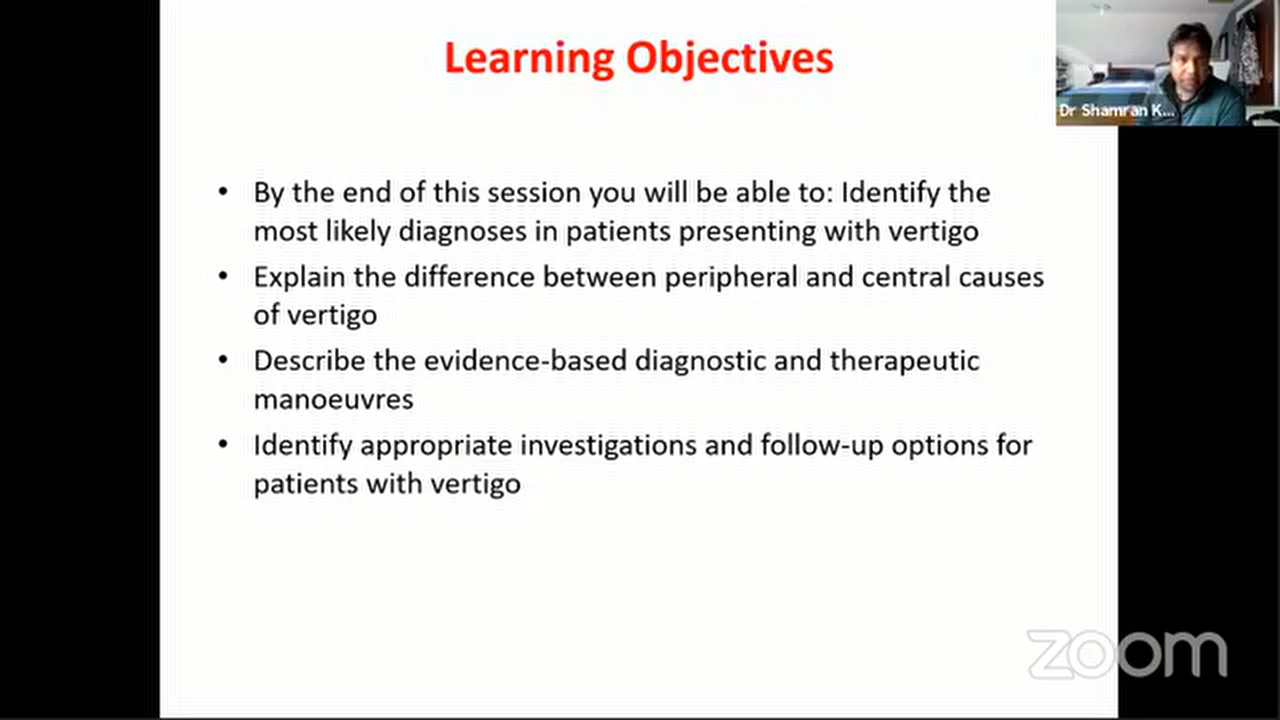 Learning Objectives
Dr Shamran K...
• By the end of this session you will be able to: Identify the
most likely diagnoses in patients presenting with vertigo
• Explain the difference between peripheral and central causes
of vertigo
• Describe the evidence-based diagnostic and therapeutic
manoeuvres
• Identify appropriate investigations and follow-up options for
patients with vertigo
zoom